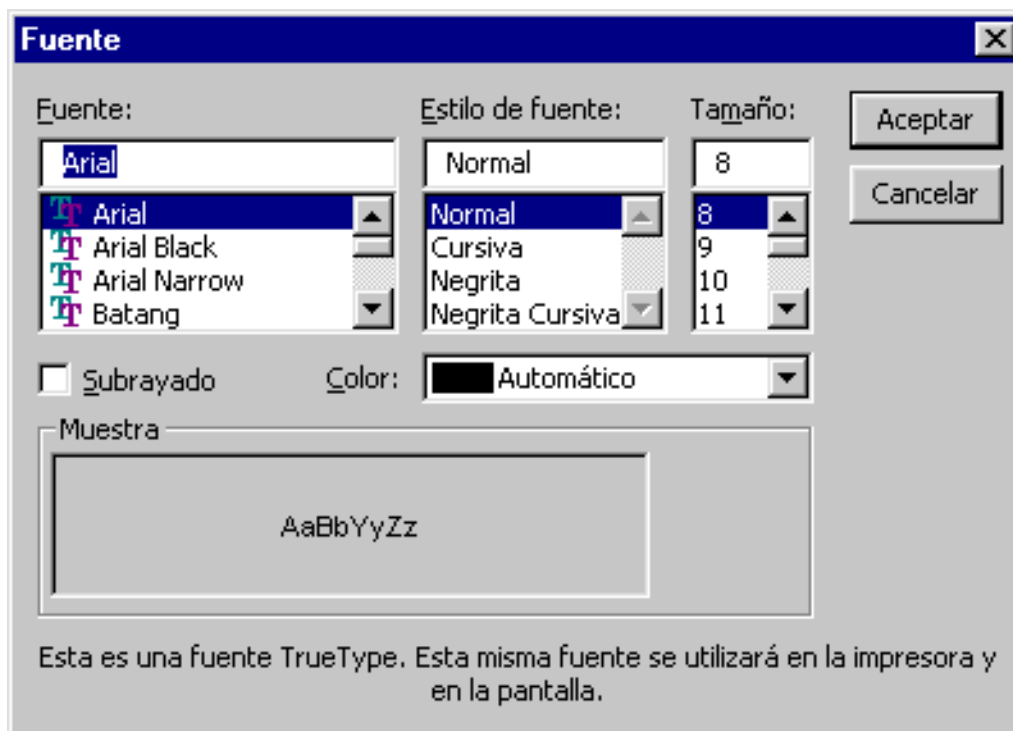 Fuente
Fuente:
Estilo de fuente:
Tamaño:
Aceptar
Arial
Normal
8
Cancelar
Arial
Normal
8
Arial Black
Cursiva
9
Arial Narrow
Negrita
10
Batang
Negrita Cursiva
11
Subrayado
Color:
Automático
Muestra
AaBbYyZz
Esta es una fuente TrueType. Esta misma fuente se utilizará en la impresora y
en la pantalla.